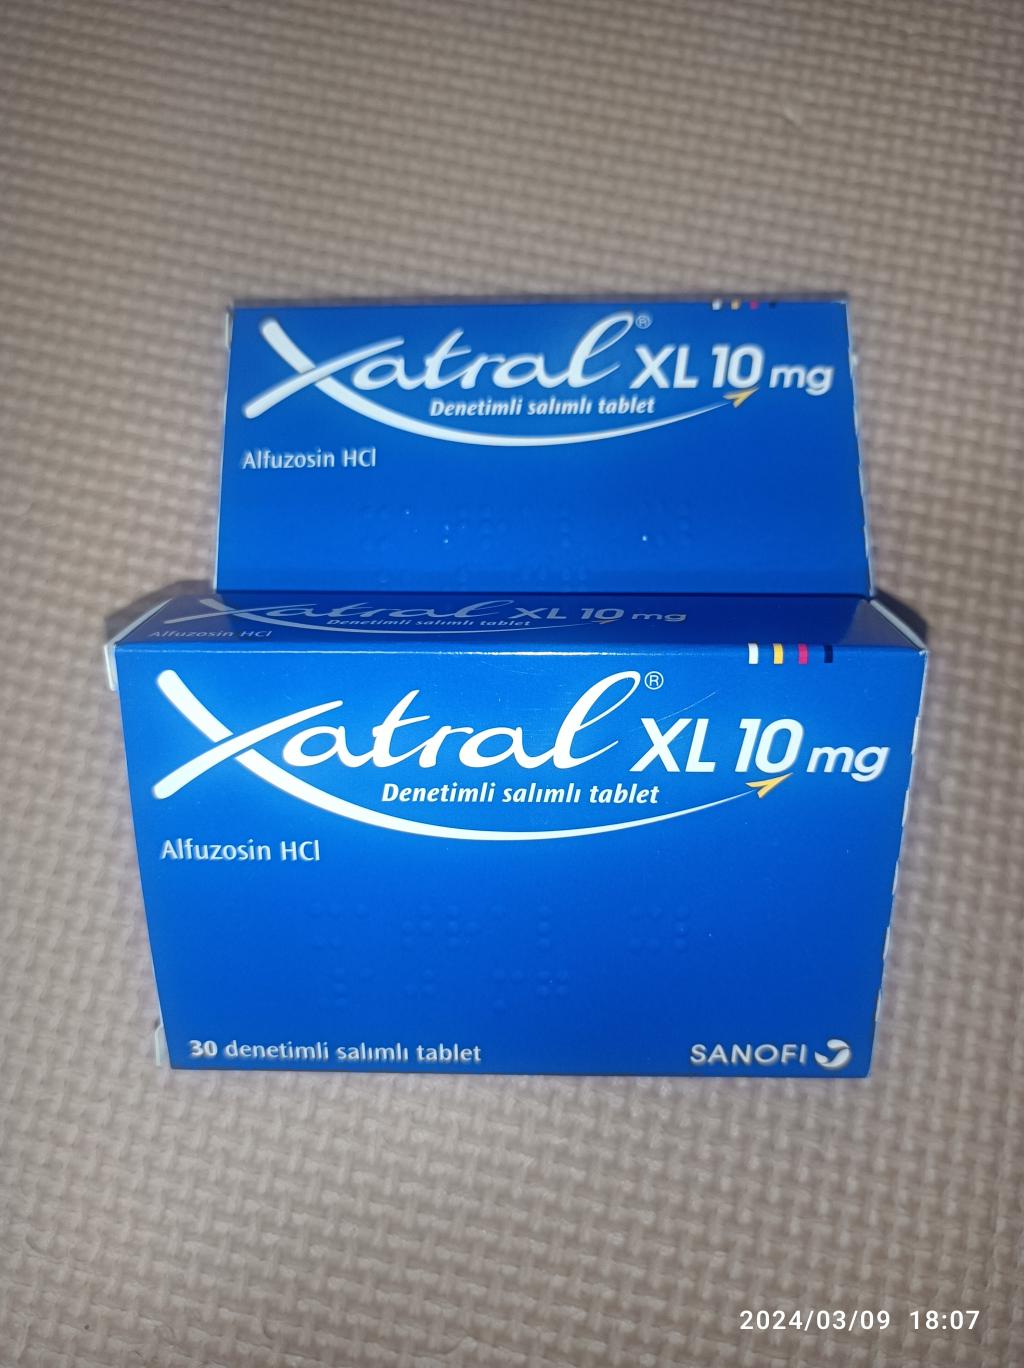 Xatral® XL 10 mg
Denetimli salımlı tablet
Alfuzosin HCl
Xatral XL 10 mg
Denetimli salımlı tablet
Alfuzosin HCl
Xatral® XL 10 mg
Denetimli salımlı tablet
Alfuzosin HCl
30 denetimli salımlı tablet
SANOFI
2024/03/09 18:07